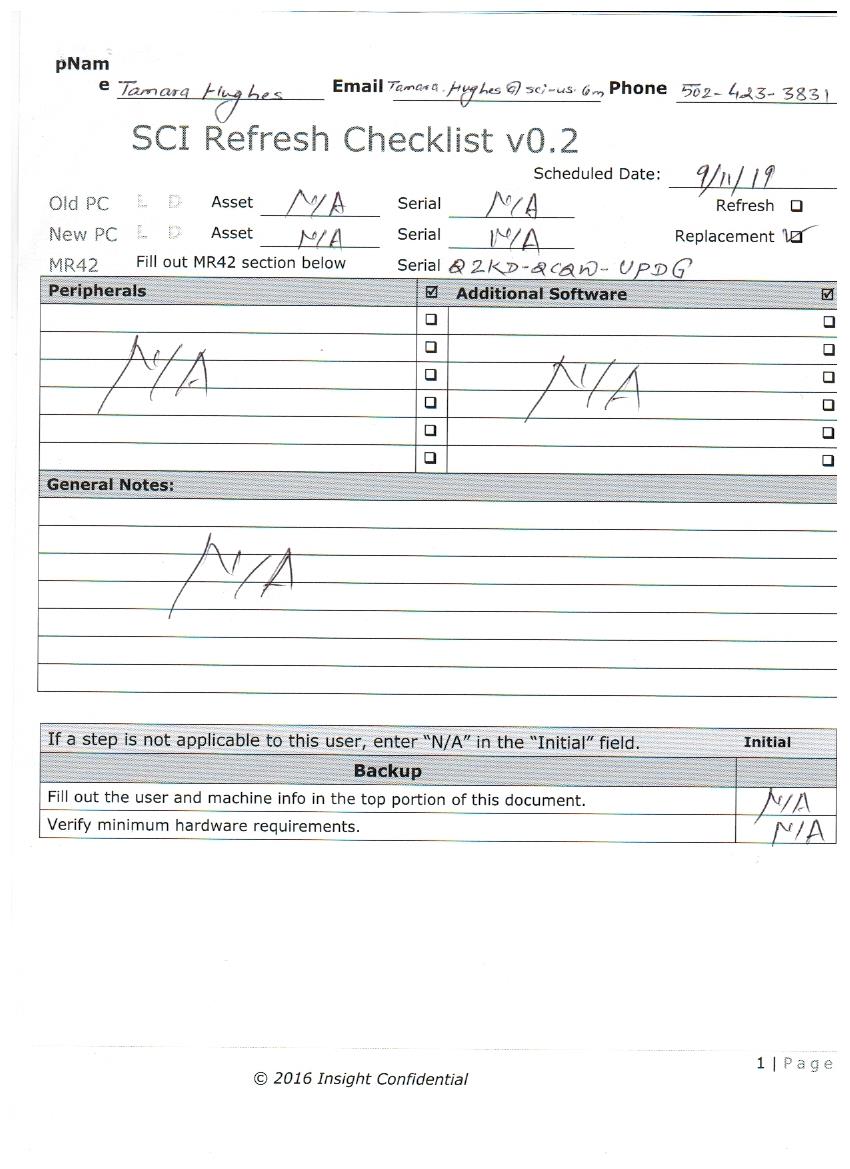 pNam
e Tamara Hughes Email Tamara.Hughes@sci-us.com Phone 502-423-3831
SCI Refresh Checklist v0.2
Scheduled Date: 9/11/19
Old PC L D Asset N/A Serial N/A Refresh ☐
New PC L D Asset N/A Serial N/A Replacement ☑
MR42 Fill out MR42 section below Serial Q2KD-QCQW-UPDG
Peripherals ☑ Additional Software ☑
☐ ☐
☐ ☐
N/A ☐ N/A ☐
☐ ☐
☐ ☐
☐ ☐
General Notes:
N/A
If a step is not applicable to this user, enter “N/A” in the “Initial” field. Initial
Backup
Fill out the user and machine info in the top portion of this document. N/A
Verify minimum hardware requirements. N/A
1 | Page
© 2016 Insight Confidential